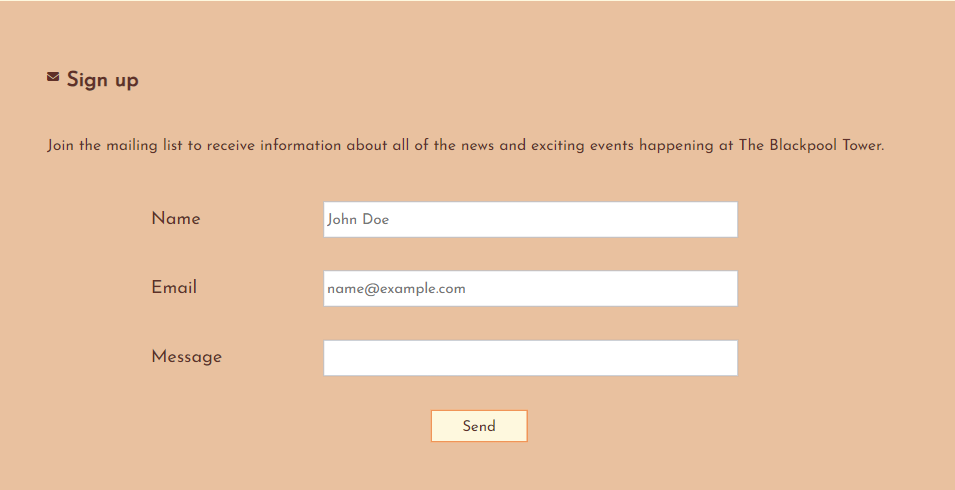 Sign up
Join the mailing list to receive information about all of the news and exciting events happening at The Blackpool Tower.
Name
John Doe
Email
name@example.com
Message
Send